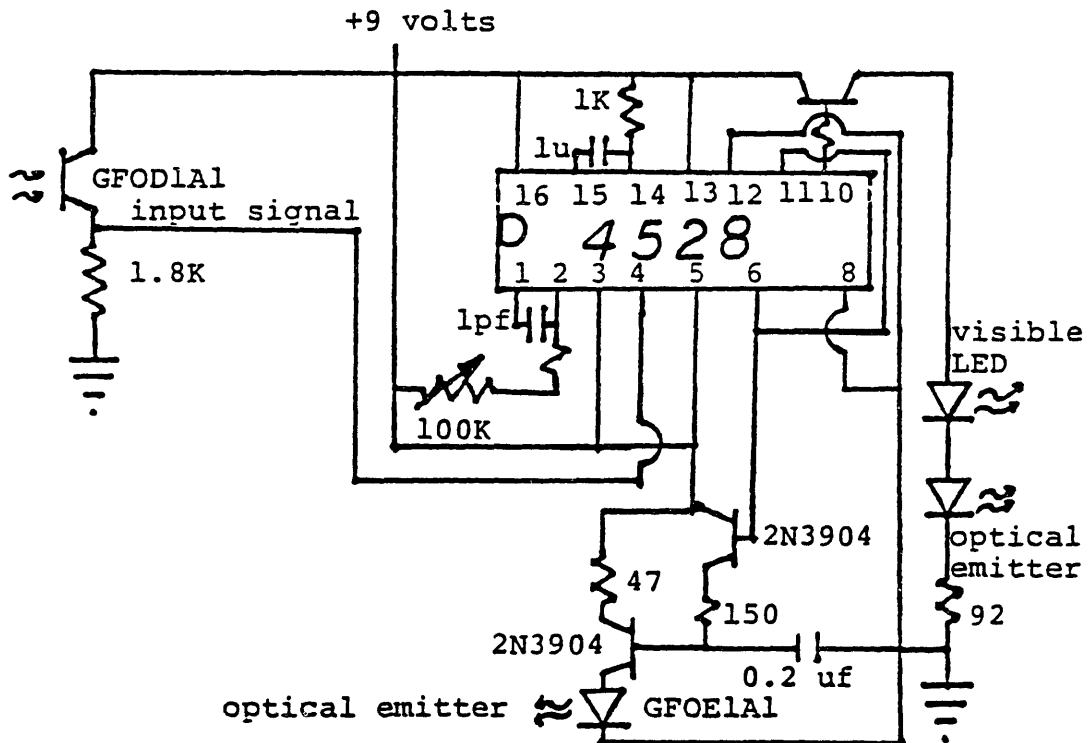 +9 volts
1K
1u
GFOD1A1
input signal
16 15 14 13 12 11 10
4528
1 2 3 4 5 6 8
1.8K
1pf
100K
visible
LED
optical
emitter
2N3904
47
150
92
2N3904
0.2 uf
optical emitter
GFOE1A1